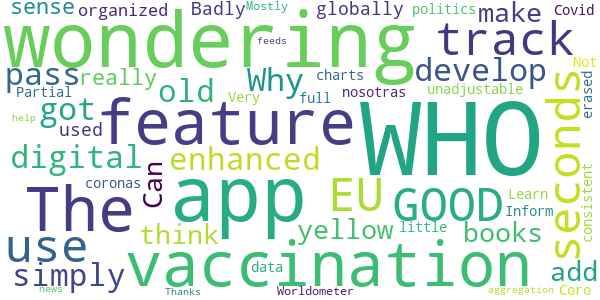 sense organized Badly Mostly globally politics make Covid
wondering track
feeds
pass really old Why charts develop Not
Partial nosotras unadjustable erased
got used Very full
help feature WHO seconds
digital enhanced
Can
coronas The app EU GOOD Learn consistent
little Inform
use think yellow books
simply vaccination data add
news Thanks Worldometer aggregation Coro